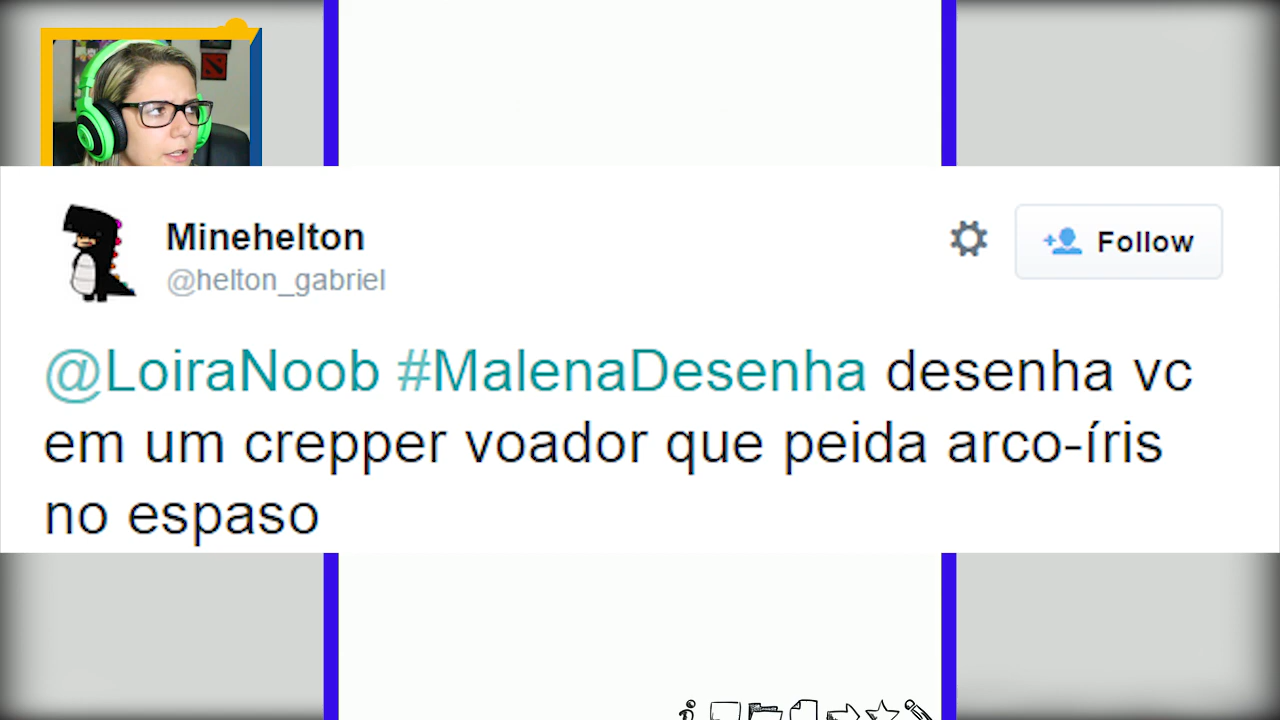 Minehelton
@helton_gabriel
Follow
@LoiraNoob #MalenaDesenha desenha vc
em um crepper voador que peida arco-íris
no espaso